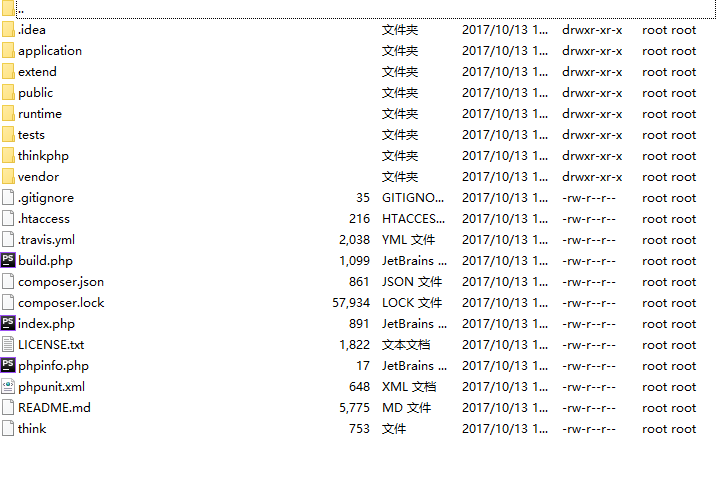 ..
.idea 文件夹 2017/10/13 1... drwxr-xr-x root root
application 文件夹 2017/10/13 1... drwxr-xr-x root root
extend 文件夹 2017/10/13 1... drwxr-xr-x root root
public 文件夹 2017/10/13 1... drwxr-xr-x root root
runtime 文件夹 2017/10/13 1... drwxr-xr-x root root
tests 文件夹 2017/10/13 1... drwxr-xr-x root root
thinkphp 文件夹 2017/10/13 1... drwxr-xr-x root root
vendor 文件夹 2017/10/13 1... drwxr-xr-x root root
.gitignore 35 GITIGNO... 2017/10/13 1... -rw-r--r-- root root
.htaccess 216 HTACCES... 2017/10/13 1... -rw-r--r-- root root
.travis.yml 2,038 YML 文件 2017/10/13 1... -rw-r--r-- root root
PS build.php 1,099 JetBrains ... 2017/10/13 1... -rw-r--r-- root root
composer.json 861 JSON 文件 2017/10/13 1... -rw-r--r-- root root
composer.lock 57,934 LOCK 文件 2017/10/13 1... -rw-r--r-- root root
PS index.php 891 JetBrains ... 2017/10/13 1... -rw-r--r-- root root
LICENSE.txt 1,822 文本文档 2017/10/13 1... -rw-r--r-- root root
PS phpinfo.php 17 JetBrains ... 2017/10/13 1... -rw-r--r-- root root
phpunit.xml 648 XML 文档 2017/10/13 1... -rw-r--r-- root root
README.md 5,775 MD 文件 2017/10/13 1... -rw-r--r-- root root
think 753 文件 2017/10/13 1... -rw-r--r-- root root